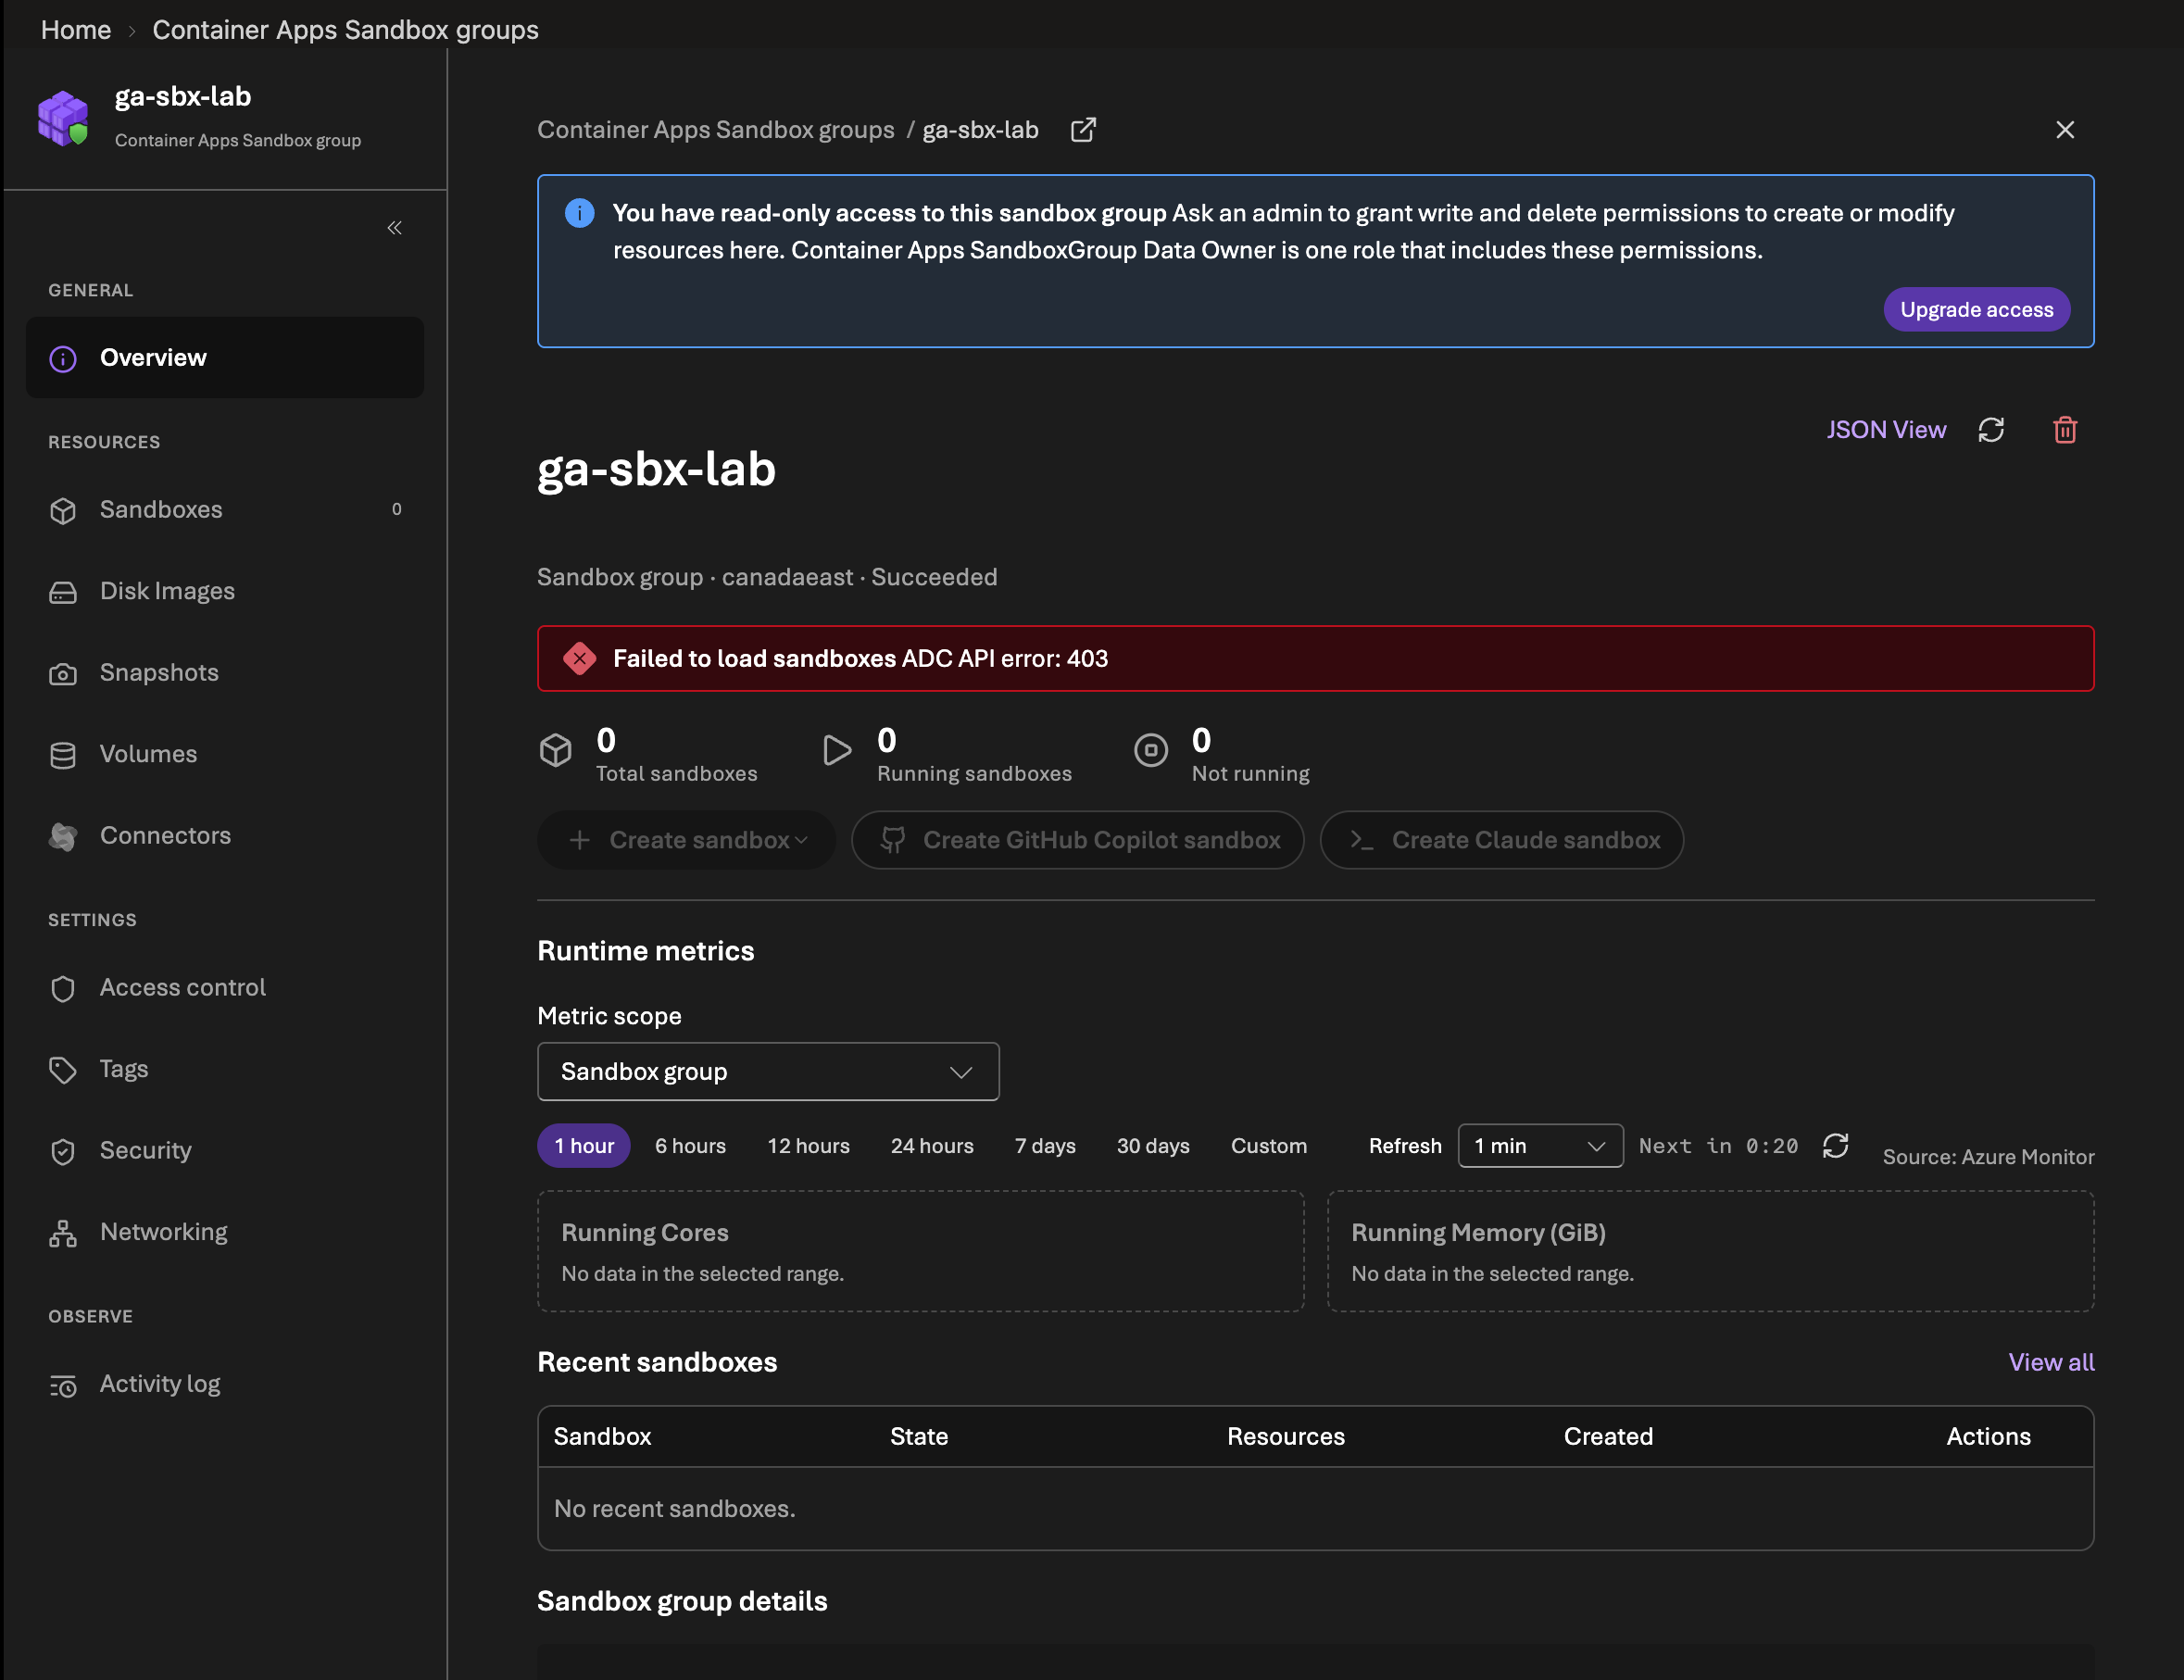 Home › Container Apps Sandbox groups
ga-sbx-lab
Container Apps Sandbox group
GENERAL
Overview
RESOURCES
Sandboxes 0
Disk Images
Snapshots
Volumes
Connectors
SETTINGS
Access control
Tags
Security
Networking
OBSERVE
Activity log
Container Apps Sandbox groups / ga-sbx-lab
You have read-only access to this sandbox group Ask an admin to grant write and delete permissions to create or modify
resources here. Container Apps SandboxGroup Data Owner is one role that includes these permissions.
Upgrade access
JSON View
ga-sbx-lab
Sandbox group · canadaeast · Succeeded
Failed to load sandboxes ADC API error: 403
0 0 0
Total sandboxes Running sandboxes Not running
Create sandbox Create GitHub Copilot sandbox Create Claude sandbox
Runtime metrics
Metric scope
Sandbox group
1 hour 6 hours 12 hours 24 hours 7 days 30 days Custom Refresh 1 min Next in 0:20 Source: Azure Monitor
Running Cores Running Memory (GiB)
No data in the selected range. No data in the selected range.
Recent sandboxes View all
Sandbox State Resources Created Actions
No recent sandboxes.
Sandbox group details